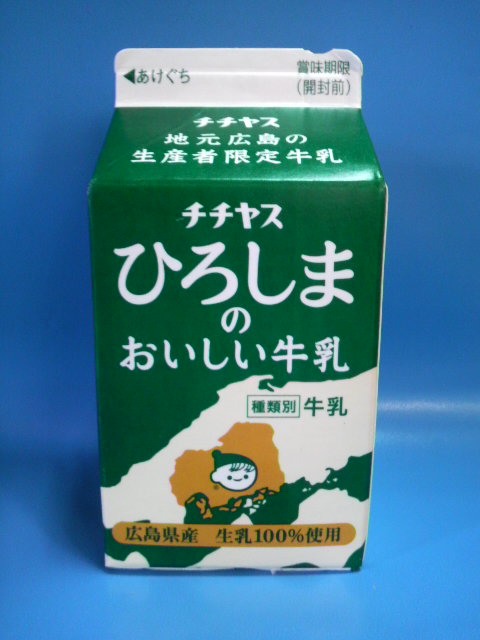 ◀あけぐち
賞味期限
(開封前)
チチヤス
地元広島の
生産者限定牛乳
チチヤス
ひろしま
の
おいしい牛乳
種類別 牛乳
広島県産 生乳100%使用